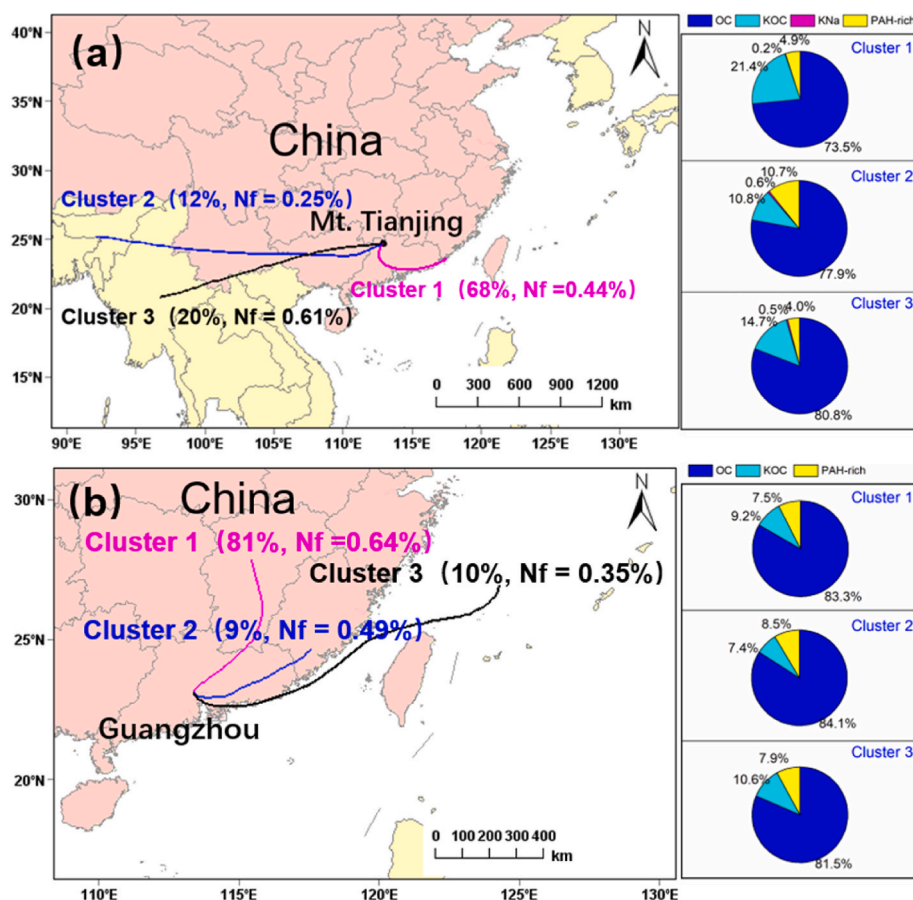 (a)
N
China
Cluster 2 (12%, Nf = 0.25%)
Mt. Tianjing
Cluster 1 (68%, Nf =0.44%)
Cluster 3 (20%, Nf = 0.61%)
40°N
35°N
30°N
25°N
20°N
15°N
0 300 600 900 1200
km
90°E 95°E 100°E 105°E 110°E 115°E 120°E 125°E 130°E
OC KOC KNa PAH-rich
Cluster 1
0.2% 4.9%
21.4%
73.5%
Cluster 2
10.7%
0.6%
10.8%
77.9%
Cluster 3
0.5% 4.0%
14.7%
80.8%
(b)
N
China
Cluster 1 (81%, Nf =0.64%)
Cluster 3 (10%, Nf = 0.35%)
Cluster 2 (9%, Nf = 0.49%)
Guangzhou
30°N
25°N
20°N
0 100 200 300 400
km
110°E 115°E 120°E 125°E 130°E
OC KOC PAH-rich
Cluster 1
7.5%
9.2%
83.3%
Cluster 2
8.5%
7.4%
84.1%
Cluster 3
7.9%
10.6%
81.5%